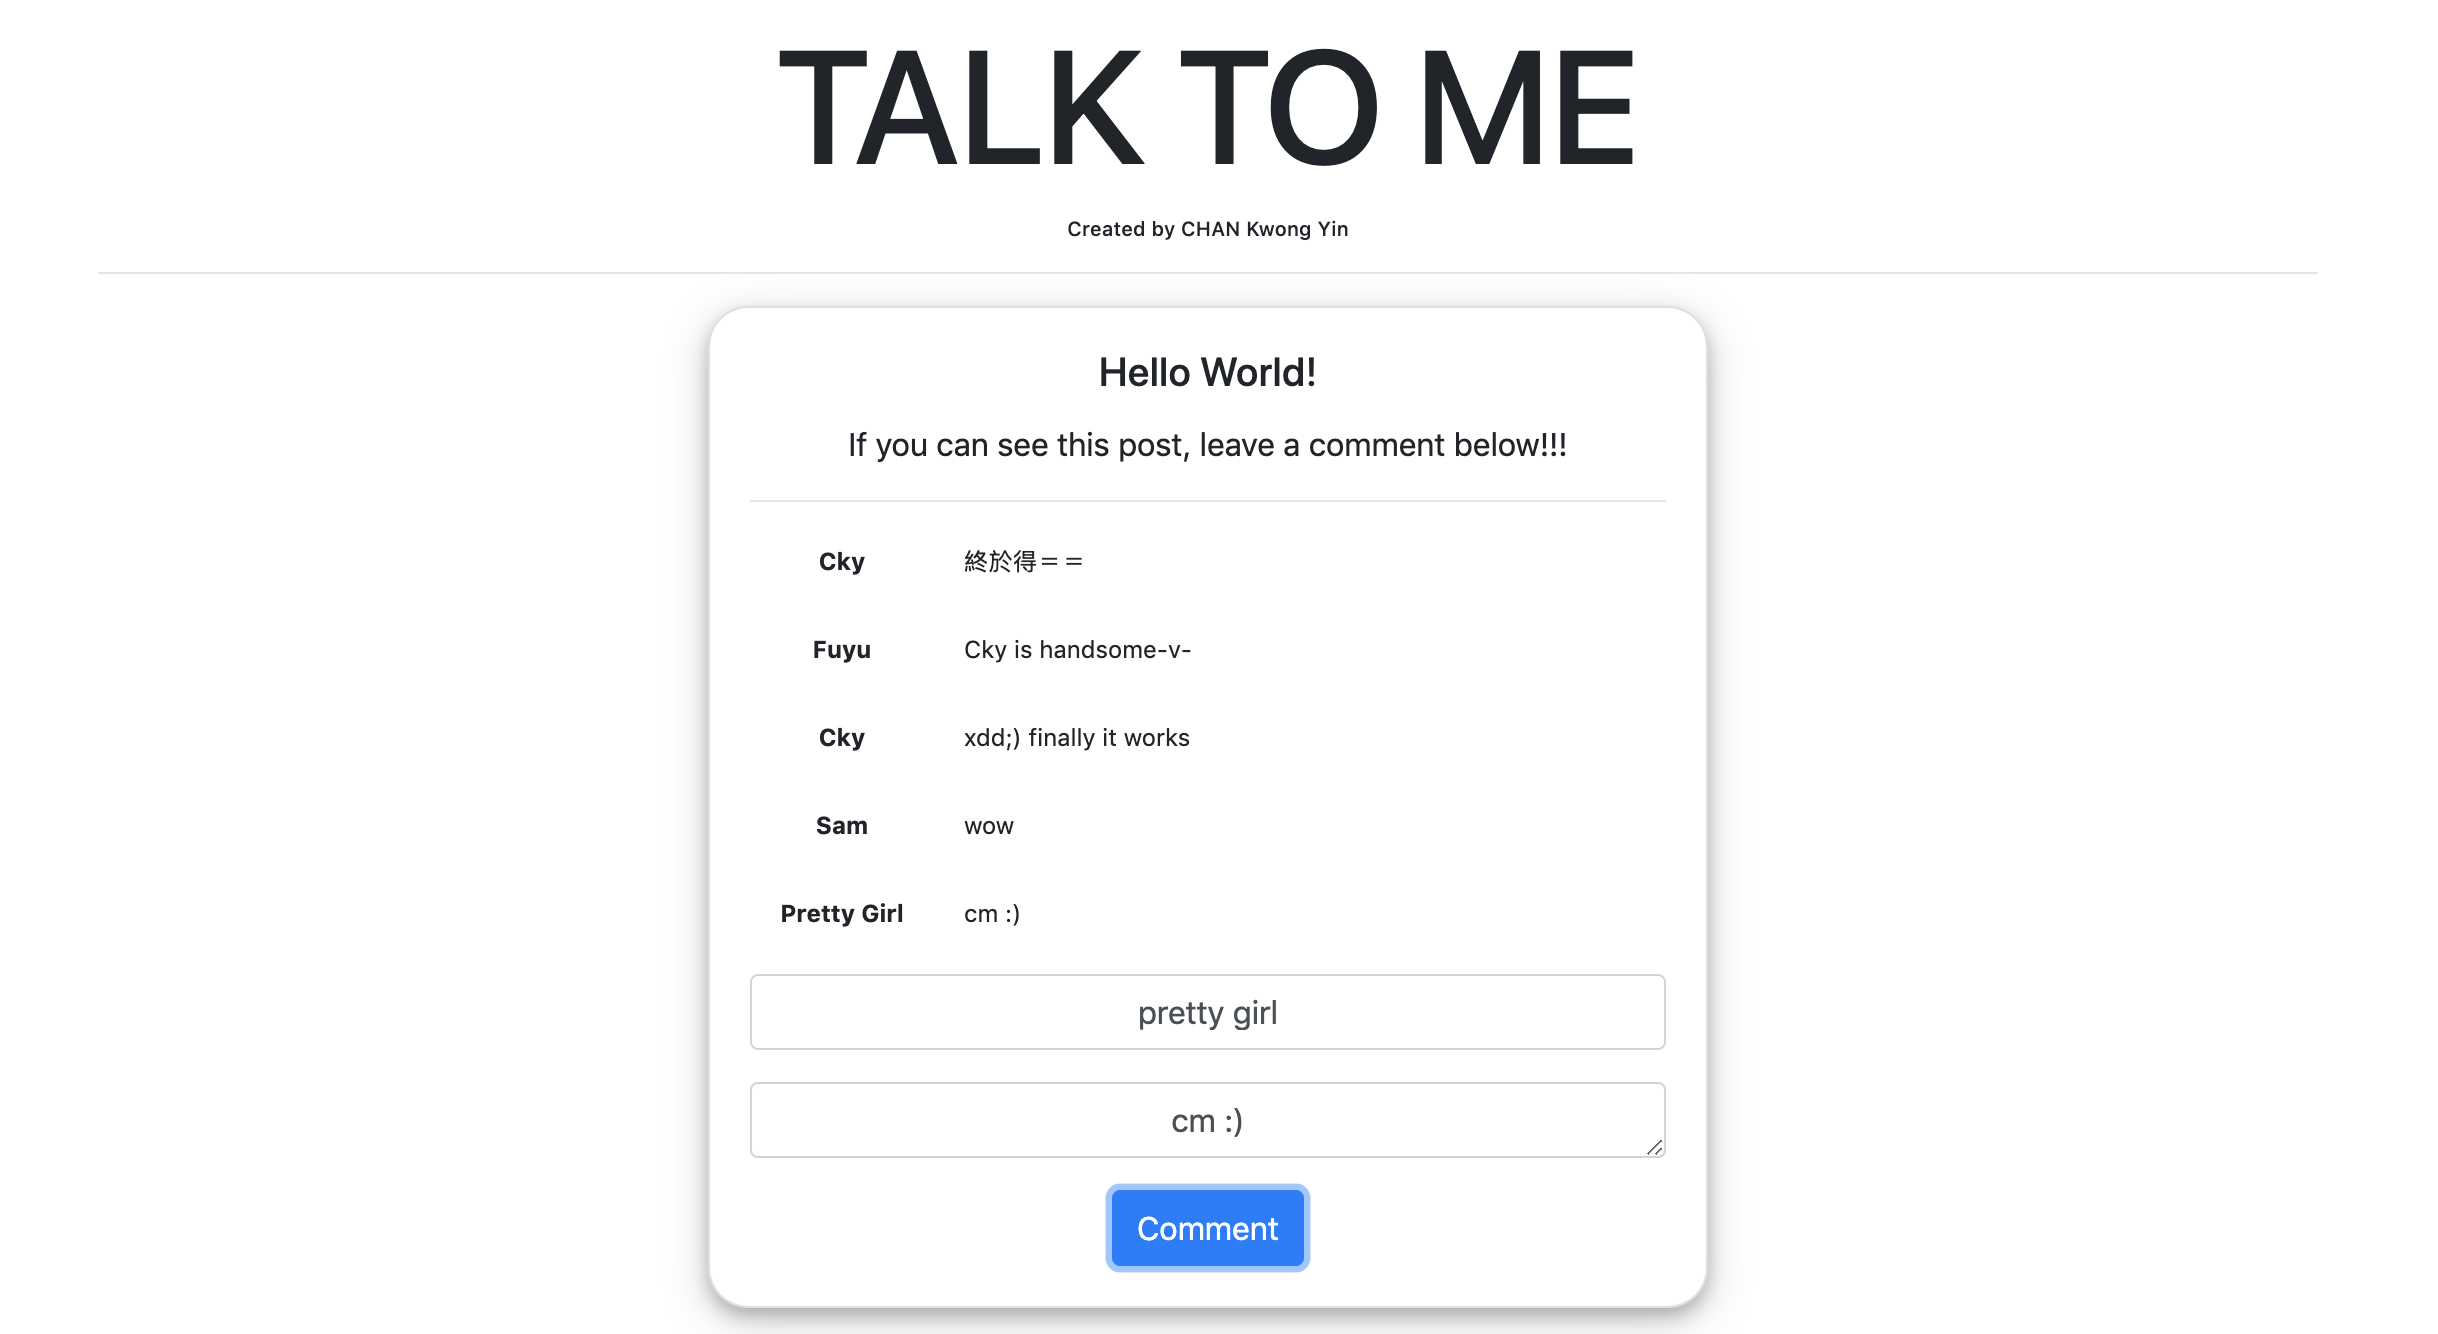 TALK TO ME
Created by CHAN Kwong Yin
Hello World!
If you can see this post, leave a comment below!!!
Cky 終於得＝＝
Fuyu Cky is handsome-v-
Cky xdd;) finally it works
Sam wow
Pretty Girl cm :)
pretty girl
cm :)
Comment